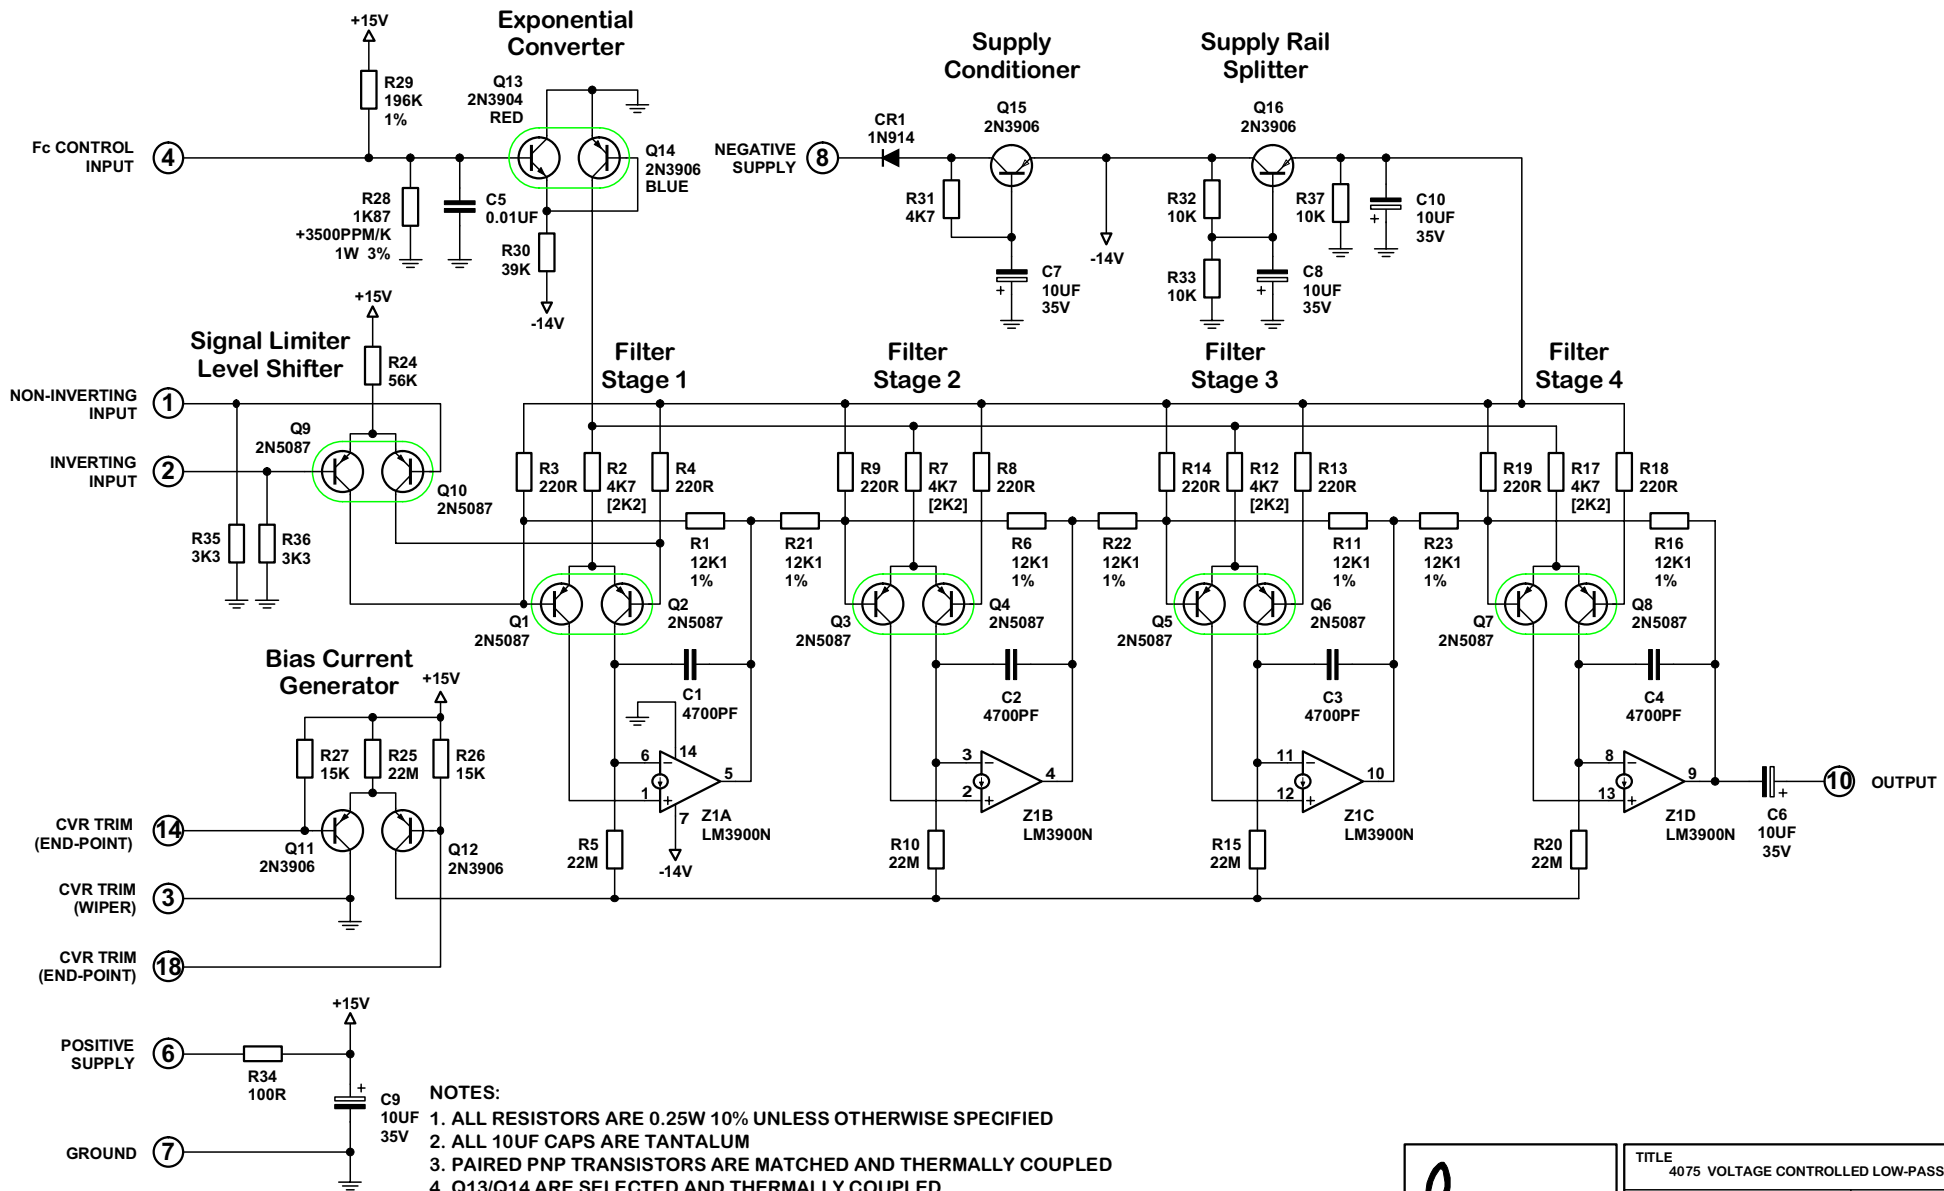 Exponential
Converter
Supply
Conditioner
Supply Rail
Splitter
+15V
R29
196K
1%
Q13
2N3904
RED
Q14
2N3906
BLUE
Fc CONTROL
INPUT
4
R28
1K87
+3500PPM/K
1W 3%
C5
0.01UF
R30
39K
-14V
NEGATIVE
SUPPLY
8
CR1
1N914
Q15
2N3906
R31
4K7
C7
10UF
35V
+
-14V
Q16
2N3906
R32
10K
R33
10K
C8
10UF
35V
+
R37
10K
C10
10UF
35V
+
Signal Limiter
Level Shifter
+15V
R24
56K
NON-INVERTING
INPUT
1
INVERTING
INPUT
2
Q9
2N5087
Q10
2N5087
R35
3K3
R36
3K3
Filter
Stage 1
R3
220R
R2
4K7
[2K2]
R4
220R
R1
12K1
1%
R21
12K1
1%
Q1
2N5087
Q2
2N5087
C1
4700PF
14
6
−
5
1
+
7
Z1A
LM3900N
-14V
R5
22M
Filter
Stage 2
R9
220R
R7
4K7
[2K2]
R8
220R
R6
12K1
1%
R22
12K1
1%
Q3
2N5087
Q4
2N5087
C2
4700PF
3
−
4
2
+
Z1B
LM3900N
R10
22M
Filter
Stage 3
R14
220R
R12
4K7
[2K2]
R13
220R
R11
12K1
1%
R23
12K1
1%
Q5
2N5087
Q6
2N5087
C3
4700PF
11
−
10
12
+
Z1C
LM3900N
R15
22M
Filter
Stage 4
R19
220R
R17
4K7
[2K2]
R18
220R
R16
12K1
1%
Q7
2N5087
Q8
2N5087
C4
4700PF
8
−
9
13
+
Z1D
LM3900N
R20
22M
C6
10UF
35V
+
10
OUTPUT
Bias Current
Generator
+15V
R27
15K
R25
22M
R26
15K
CVR TRIM
(END-POINT)
14
Q11
2N3906
Q12
2N3906
CVR TRIM
(WIPER)
3
CVR TRIM
(END-POINT)
18
+15V
POSITIVE
SUPPLY
6
R34
100R
C9
10UF
35V
+
GROUND
7
NOTES:
1. ALL RESISTORS ARE 0.25W 10% UNLESS OTHERWISE SPECIFIED
2. ALL 10UF CAPS ARE TANTALUM
3. PAIRED PNP TRANSISTORS ARE MATCHED AND THERMALLY COUPLED
4. Q13/Q14 ARE SELECTED AND THERMALLY COUPLED
TITLE
4075 VOLTAGE CONTROLLED LOW-PASS